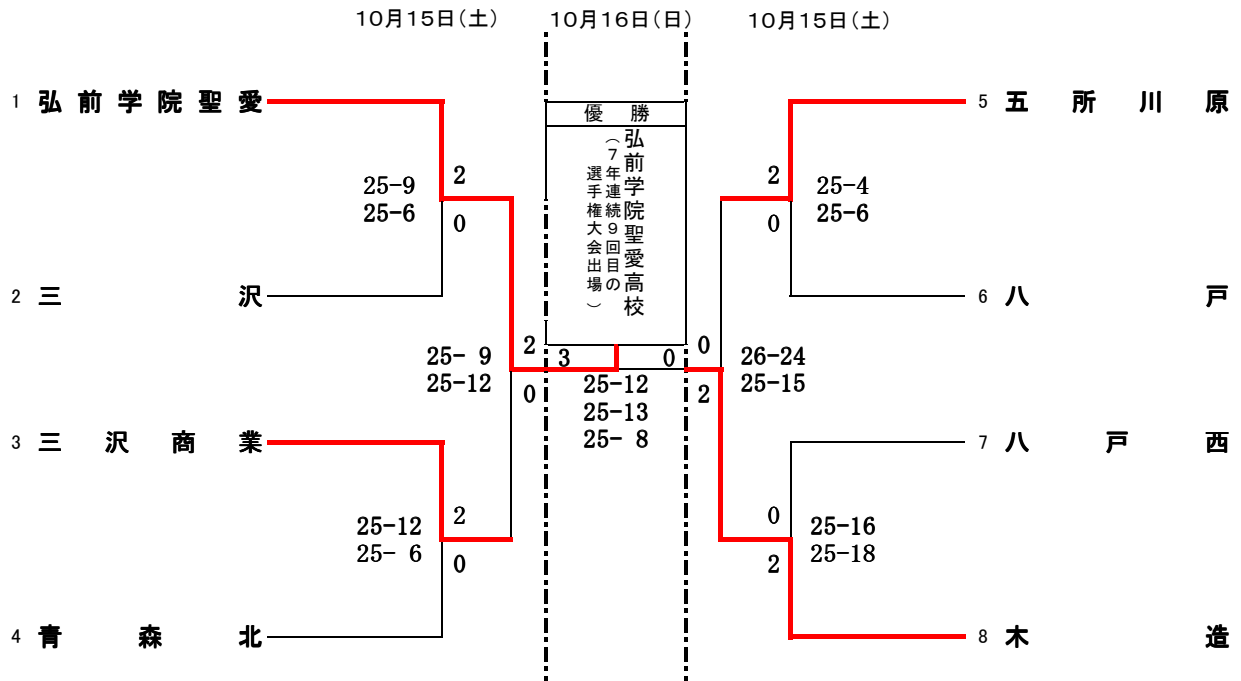 10月15日(土)
10月16日(日)
10月15日(土)
優 勝
弘前学院聖愛高校
(7年連続9回目の
選手権大会出場)
1 弘前学院聖愛
25-9
25-6
2
0
2 三沢
25- 9
25-12
2
0
3 三沢商業
25-12
25- 6
2
0
4 青森北
3 0
25-12
25-13
25- 8
5 五所川原
2
0
25-4
25-6
6 八戸
0
2
26-24
25-15
7 八戸西
0
2
25-16
25-18
8 木造